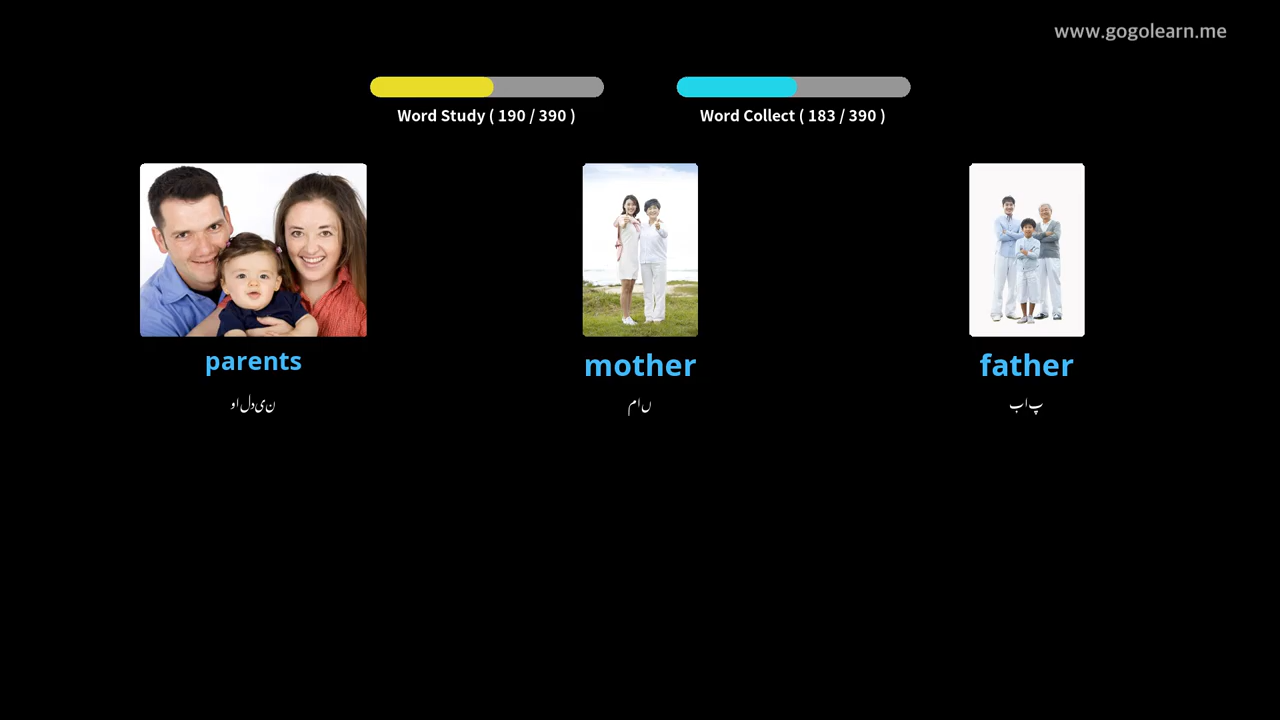 www.gogolearn.me
Word Study ( 190 / 390 )
Word Collect ( 183 / 390 )
parents
mother
father
والدین
ماں
باپ